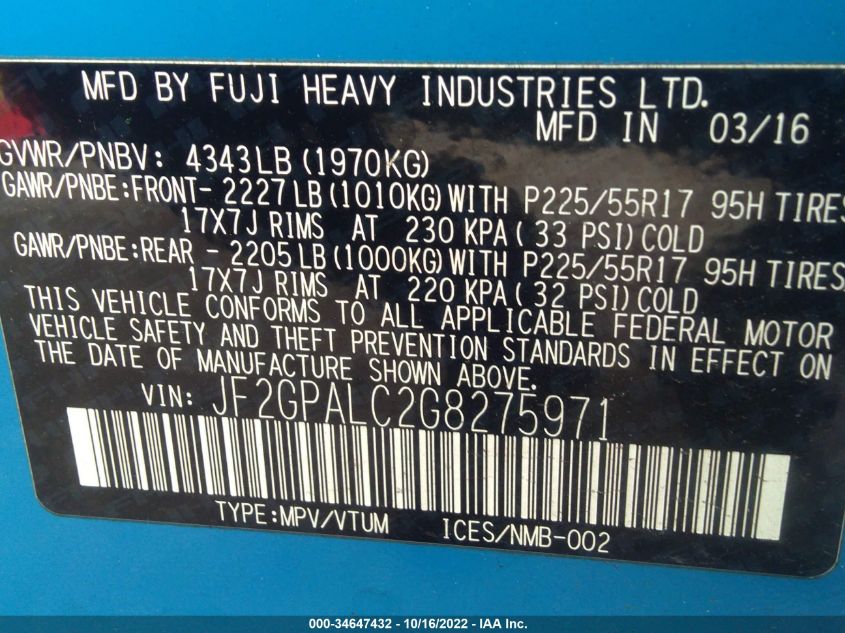 MFD BY FUJI HEAVY INDUSTRIES LTD.
MFD IN 03/16
GVWR/PNBV: 4343LB (1970KG)
GAWR/PNBE:FRONT- 2227 LB (1010KG) WITH P225/55R17 95H TIRES
17X7J RIMS AT 230 KPA ( 33 PSI) COLD
GAWR/PNBE:REAR - 2205 LB (1000KG) WITH P225/55R17 95H TIRES
17X7J RIMS AT 220 KPA ( 32 PSI) COLD
THIS VEHICLE CONFORMS TO ALL APPLICABLE FEDERAL MOTOR
VEHICLE SAFETY AND THEFT PREVENTION STANDARDS IN EFFECT ON
THE DATE OF MANUFACTURE SHOWN ABOVE.
VIN: JF2GPALC2G8275971
TYPE:MPV/VTUM ICES/NMB-002
000-34647432 - 10/16/2022 - IAA Inc.